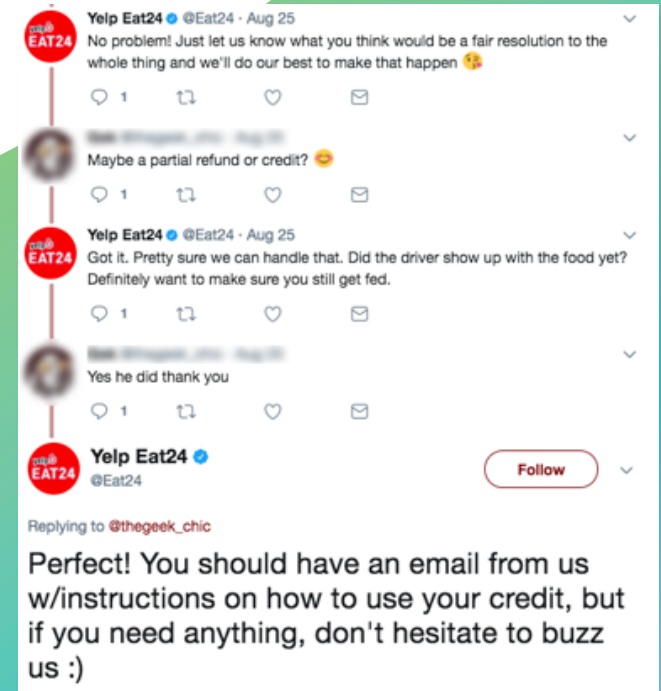 Yelp Eat24 @Eat24 · Aug 25
No problem! Just let us know what you think would be a fair resolution to the
whole thing and we'll do our best to make that happen 😘
1
Maybe a partial refund or credit? 😊
1
Yelp Eat24 @Eat24 · Aug 25
Got it. Pretty sure we can handle that. Did the driver show up with the food yet?
Definitely want to make sure you still get fed.
1
Yes he did thank you
1
Yelp Eat24
@Eat24
Follow
Replying to @thegeek_chic
Perfect! You should have an email from us
w/instructions on how to use your credit, but
if you need anything, don't hesitate to buzz
us :)